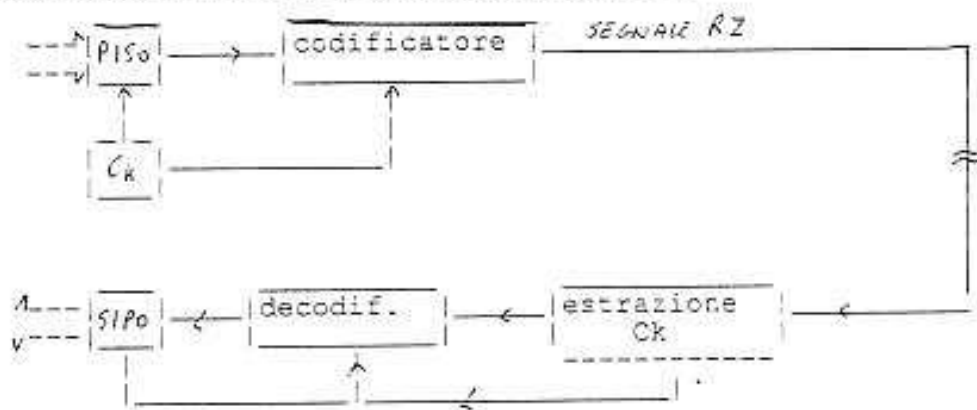 PISO
codificatore
SEGNALE RZ
Ck
SIPO
decodif.
estrazione
Ck